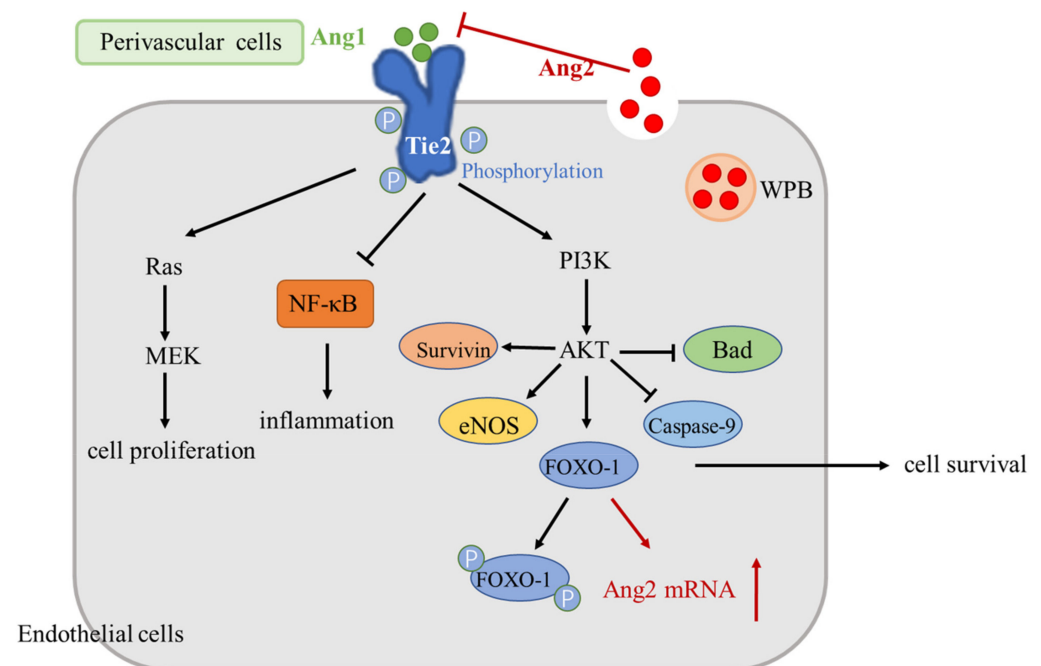 Perivascular cells
Ang1
Ang2
P
Tie2
P
P
Phosphorylation
WPB
Ras
PI3K
NF-κB
MEK
Survivin
AKT
Bad
inflammation
eNOS
Caspase-9
cell proliferation
FOXO-1
cell survival
P
FOXO-1
P
Ang2 mRNA
Endothelial cells